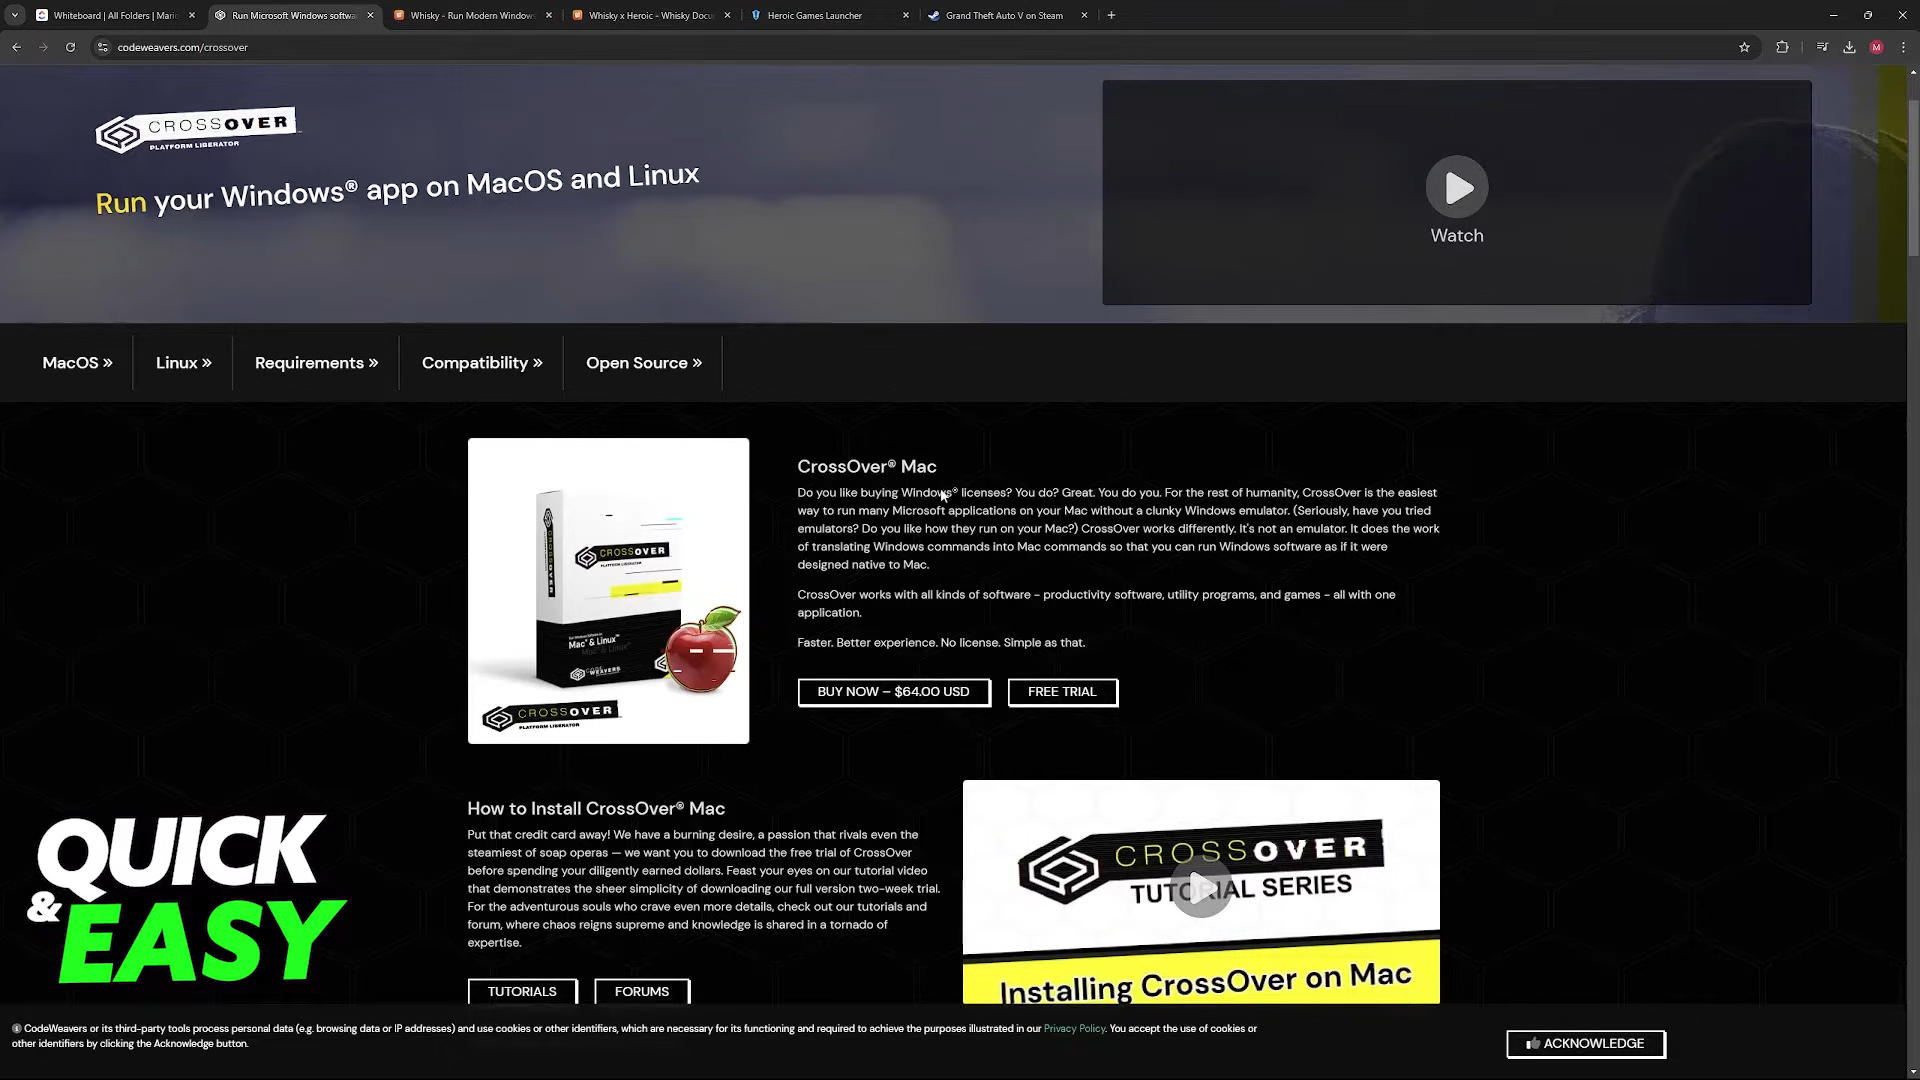 Whiteboard | All Folders | Mario
Run Microsoft Windows softwa
Whisky - Run Modern Windows
Whisky x Heroic - Whisky Docu
Heroic Games Launcher
Grand Theft Auto V on Steam
codeweavers.com/crossover
M
CROSSOVER
PLATFORM LIBERATOR
Run your Windows® app on MacOS and Linux
Watch
MacOS »
Linux »
Requirements »
Compatibility »
Open Source »
CROSSOVER
CROSSOVER
PLATFORM LIBERATOR
Mac & Linux
CODE WEAVERS
CROSSOVER
PLATFORM LIBERATOR
CrossOver® Mac
Do you like buying Windows® licenses? You do? Great. You do you. For the rest of humanity, CrossOver is the easiest
way to run many Microsoft applications on your Mac without a clunky Windows emulator. (Seriously, have you tried
emulators? Do you like how they run on your Mac?) CrossOver works differently. It's not an emulator. It does the work
of translating Windows commands into Mac commands so that you can run Windows software as if it were
designed native to Mac.
CrossOver works with all kinds of software - productivity software, utility programs, and games - all with one
application.
Faster. Better experience. No license. Simple as that.
BUY NOW – $64.00 USD
FREE TRIAL
How to Install CrossOver® Mac
Put that credit card away! We have a burning desire, a passion that rivals even the
steamiest of soap operas — we want you to download the free trial of CrossOver
before spending your diligently earned dollars. Feast your eyes on our tutorial video
that demonstrates the sheer simplicity of downloading our full version two-week trial.
For the adventurous souls who crave even more details, check out our tutorials and
forum, where chaos reigns supreme and knowledge is shared in a tornado of
expertise.
TUTORIALS
FORUMS
CROSSOVER
TUTORIAL SERIES
Installing CrossOver on Mac
QUICK
& EASY
CodeWeavers or its third-party tools process personal data (e.g. browsing data or IP addresses) and use cookies or other identifiers, which are necessary for its functioning and required to achieve the purposes illustrated in our Privacy Policy. You accept the use of cookies or
other identifiers by clicking the Acknowledge button.
ACKNOWLEDGE